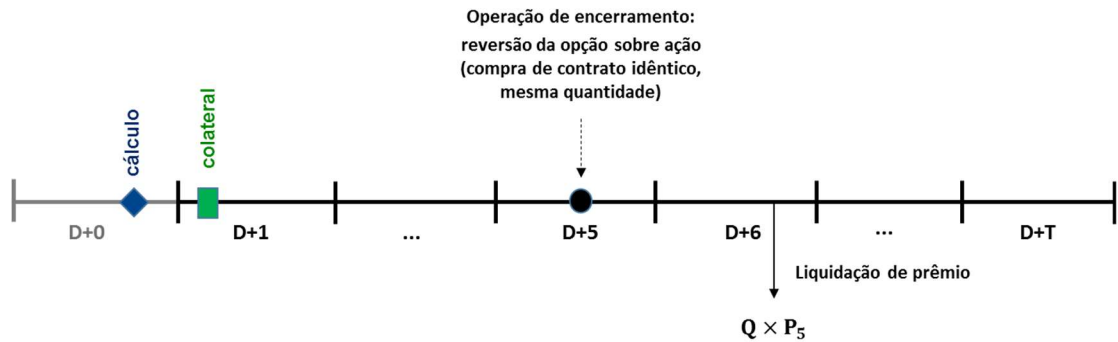 Operação de encerramento:
reversão da opção sobre ação
(compra de contrato idêntico,
mesma quantidade)
cálculo
colateral
D+0
D+1
...
D+5
D+6
...
D+T
Liquidação de prêmio
Q × P₅